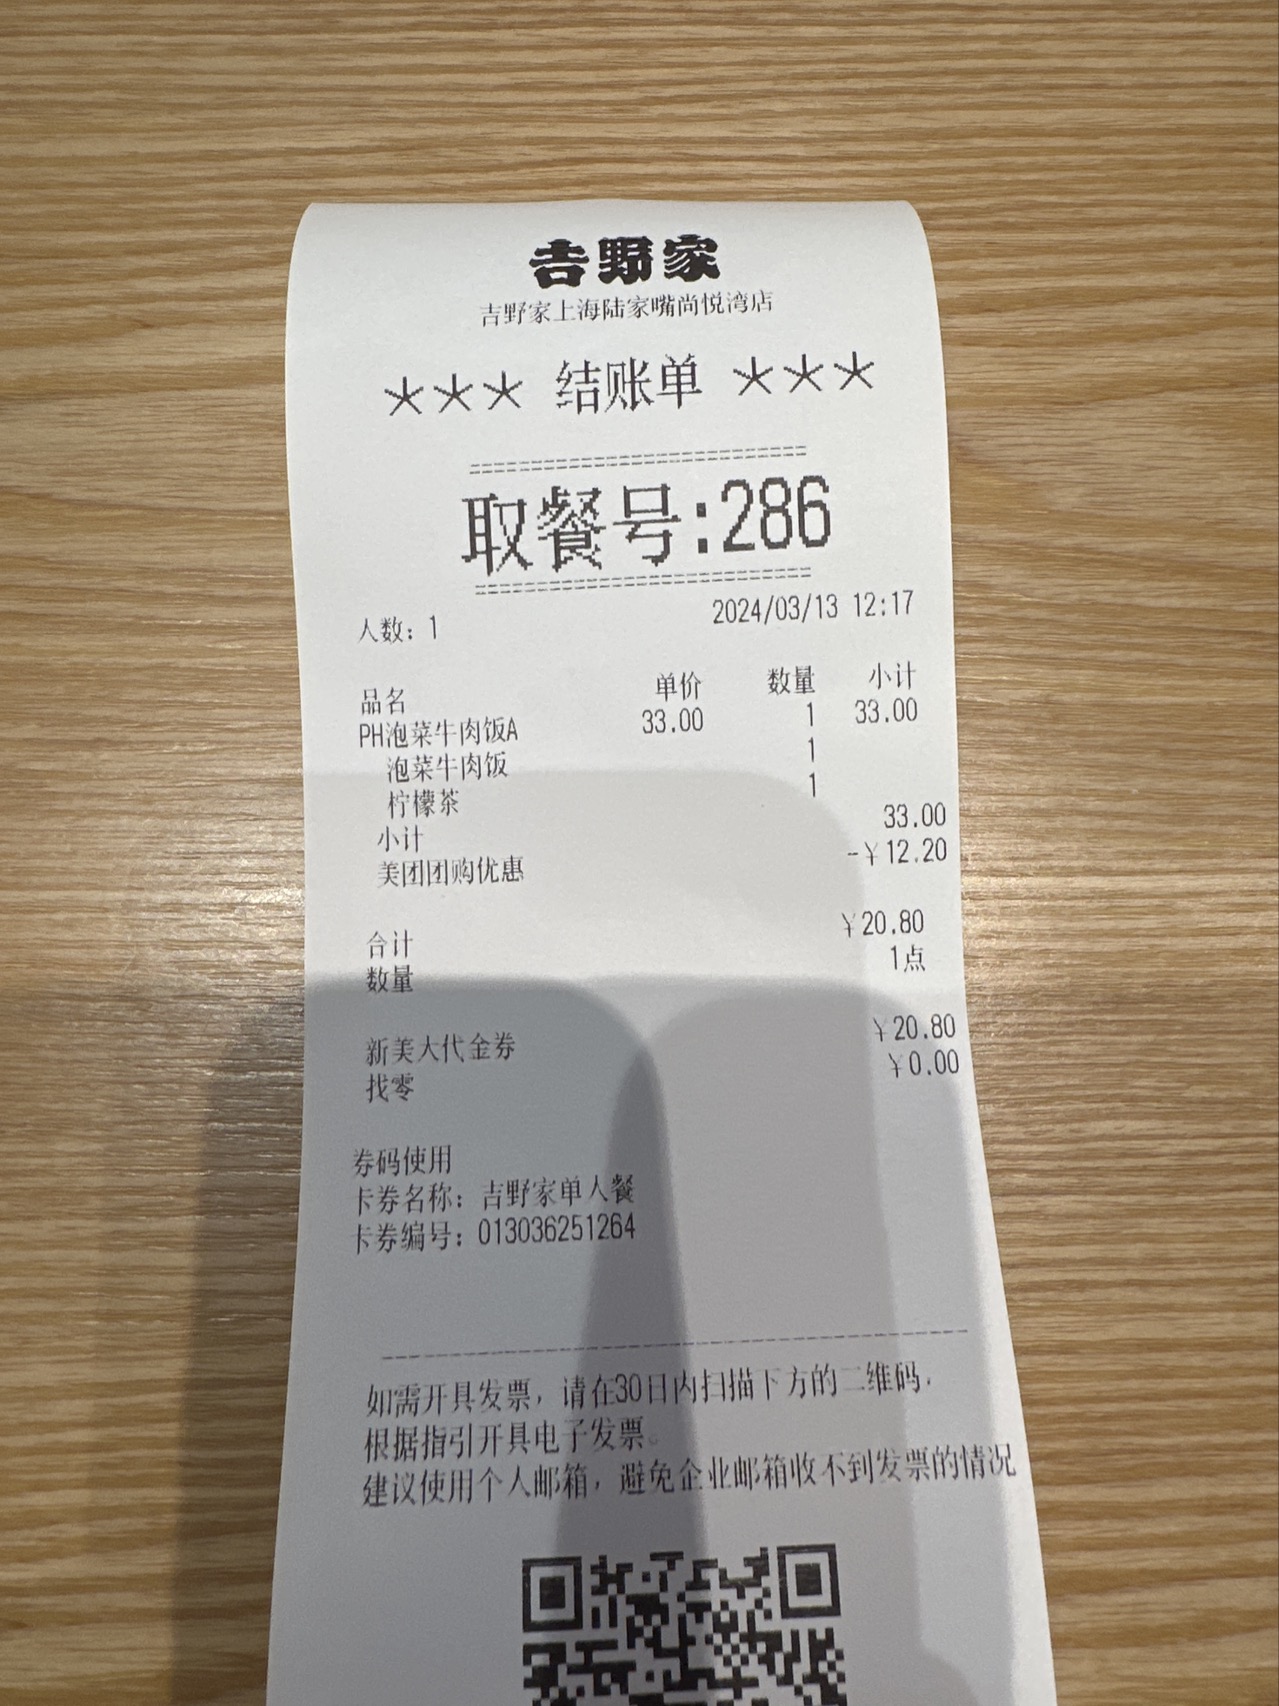 吉野家
吉野家上海陆家嘴尚悦湾店
*** 结账单 ***
========================
取餐号:286
========================
人数：1 2024/03/13 12:17
品名 单价 数量 小计
PH泡菜牛肉饭A 33.00 1 33.00
泡菜牛肉饭 1
柠檬茶 1
小计 33.00
美团团购优惠 -¥12.20
合计 ¥20.80
数量 1点
新美大代金券 ¥20.80
找零 ¥0.00
券码使用
卡券名称：吉野家单人餐
卡券编号：013036251264
如需开具发票，请在30日内扫描下方的二维码，
根据指引开具电子发票。
建议使用个人邮箱，避免企业邮箱收不到发票的情况